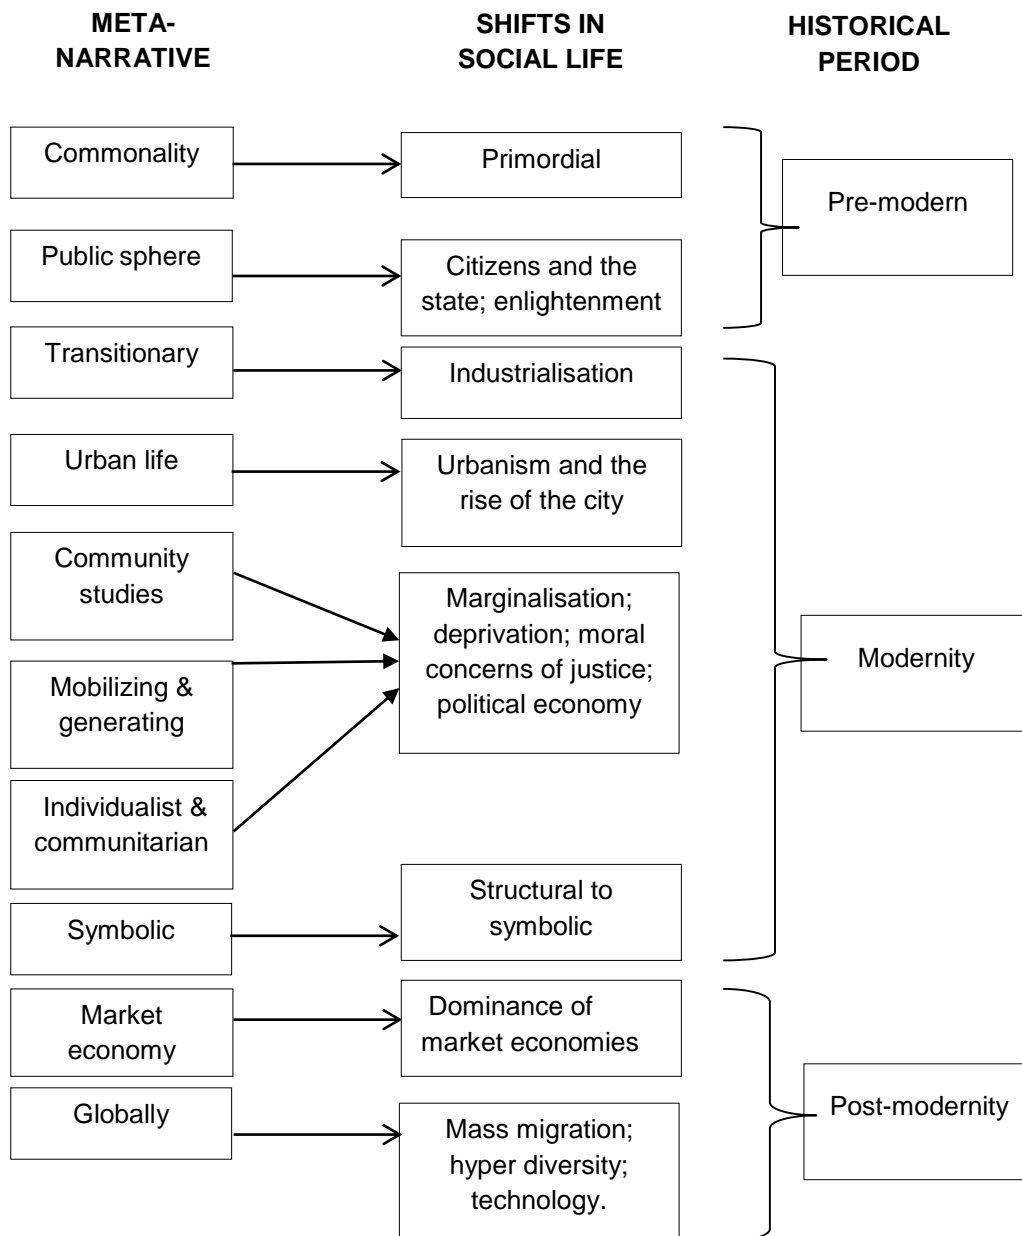 META-
NARRATIVE
SHIFTS IN
SOCIAL LIFE
HISTORICAL
PERIOD
Commonality
Primordial
Pre-modern
Public sphere
Citizens and the
state; enlightenment
Transitionary
Industrialisation
Urban life
Urbanism and the
rise of the city
Community
studies
Marginalisation;
deprivation; moral
concerns of justice;
political economy
Modernity
Mobilizing &
generating
Individualist &
communitarian
Symbolic
Structural to
symbolic
Market
economy
Dominance of
market economies
Post-modernity
Globally
Mass migration;
hyper diversity;
technology.